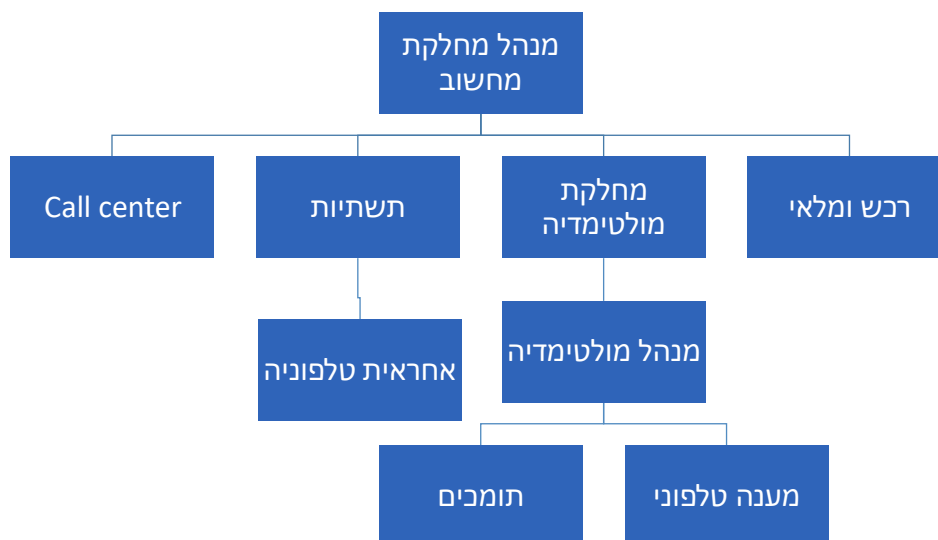 מנהל מחלקת
מחשוב
רכש ומלאי
מחלקת
מולטימדיה
תשתיות
Call center
מנהל מולטימדיה
אחראית טלפוניה
מענה טלפוני
תומכים